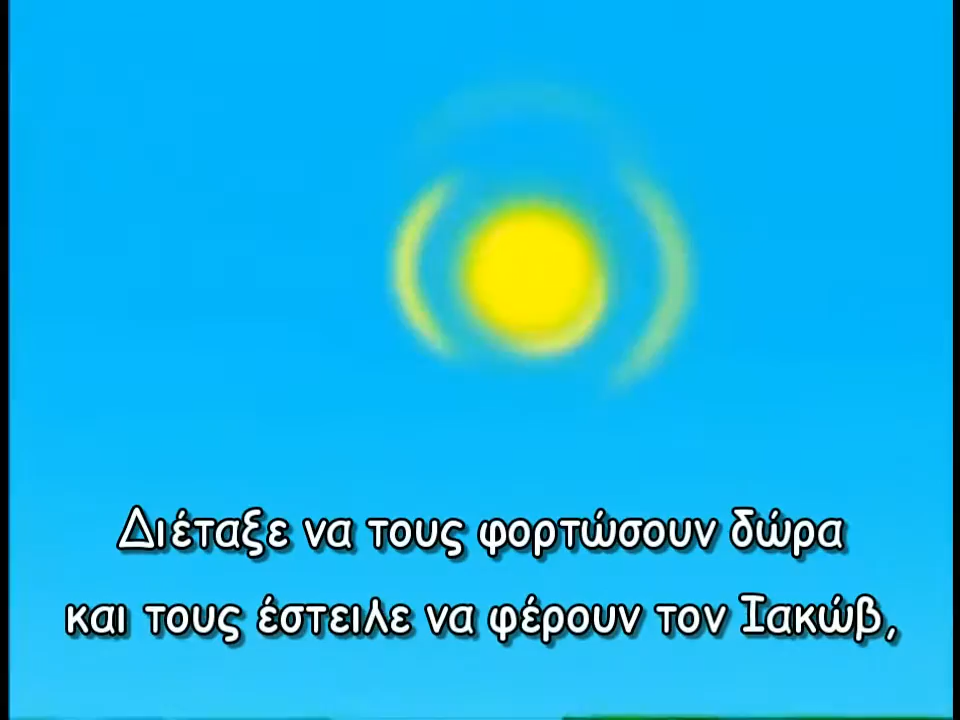 Διέταξε να τους φορτώσουν δώρα
και τους έστειλε να φέρουν τον Ιακώβ,